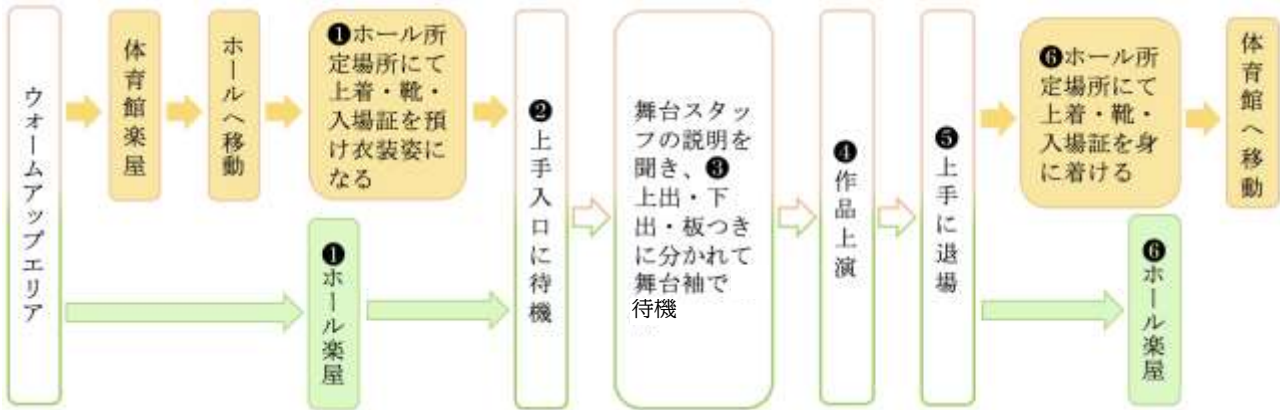 ウォームアップエリア
体育館楽屋
ホールへ移動
❶ホール所
定場所にて
上着・靴・
入場証を預
け衣装姿に
なる
❶ホール楽屋
❷上手入口に待機
舞台スタッ
フの説明を
聞き、❸
上出・下
出・板つき
に分かれて
舞台袖で
待機
❹作品上演
❺上手に退場
❻ホール所
定場所にて
上着・靴・
入場証を身
に着ける
❻ホール楽屋
体育館へ移動